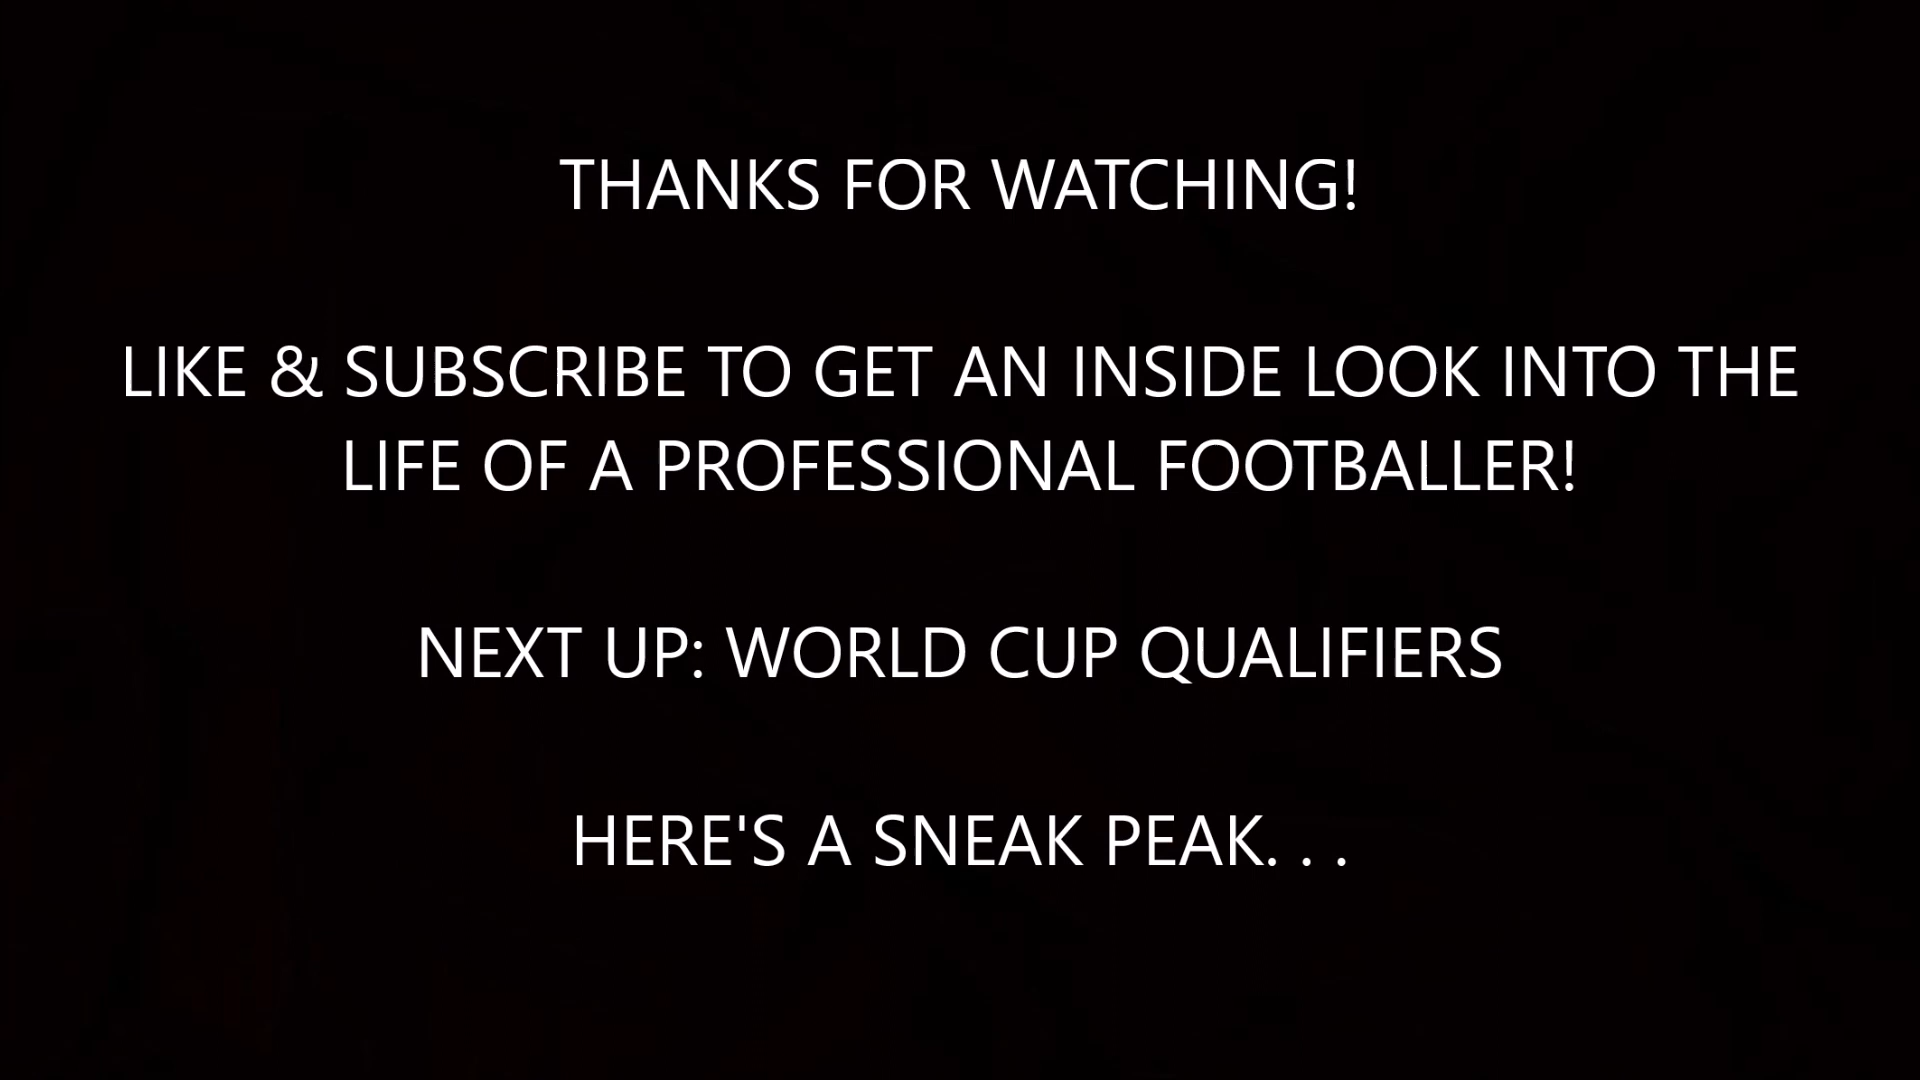 THANKS FOR WATCHING!
LIKE & SUBSCRIBE TO GET AN INSIDE LOOK INTO THE
LIFE OF A PROFESSIONAL FOOTBALLER!
NEXT UP: WORLD CUP QUALIFIERS
HERE'S A SNEAK PEAK. . .